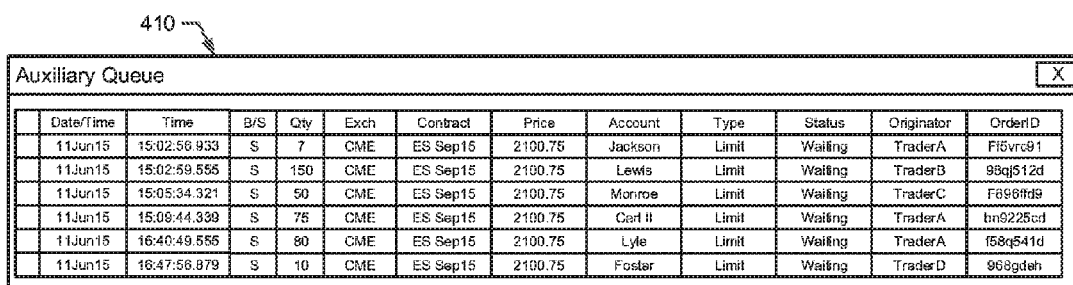 410
Auxiliary Queue X
Date/Time Time B/S Qty Exch Contract Price Account Type Status Originator OrderID
11Jun15 15:02:56.933 S 7 CME ES Sep15 2100.75 Jackson Limit Waiting TraderA Ff5vrc91
11Jun15 15:02:59.555 S 150 CME ES Sep15 2100.75 Lewis Limit Waiting TraderB 98qj512d
11Jun15 15:05:34.321 S 50 CME ES Sep15 2100.75 Monroe Limit Waiting TraderC F896ffd9
11Jun15 15:09:44.339 S 75 CME ES Sep15 2100.75 Carl II Limit Waiting TraderA bn9225cd
11Jun15 16:40:49.555 S 80 CME ES Sep15 2100.75 Lyle Limit Waiting TraderA f58q541d
11Jun15 16:47:56.879 S 10 CME ES Sep15 2100.75 Foster Limit Waiting TraderD 968gdeh